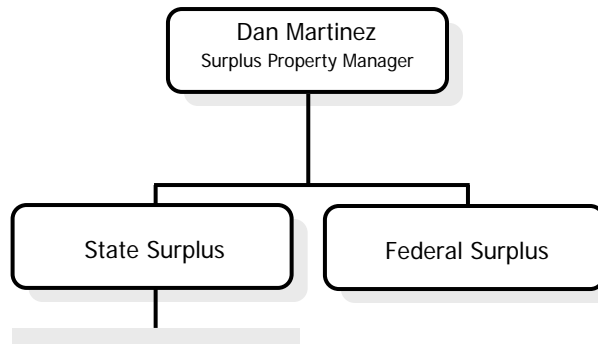 Dan Martinez
Surplus Property Manager
State Surplus
Federal Surplus